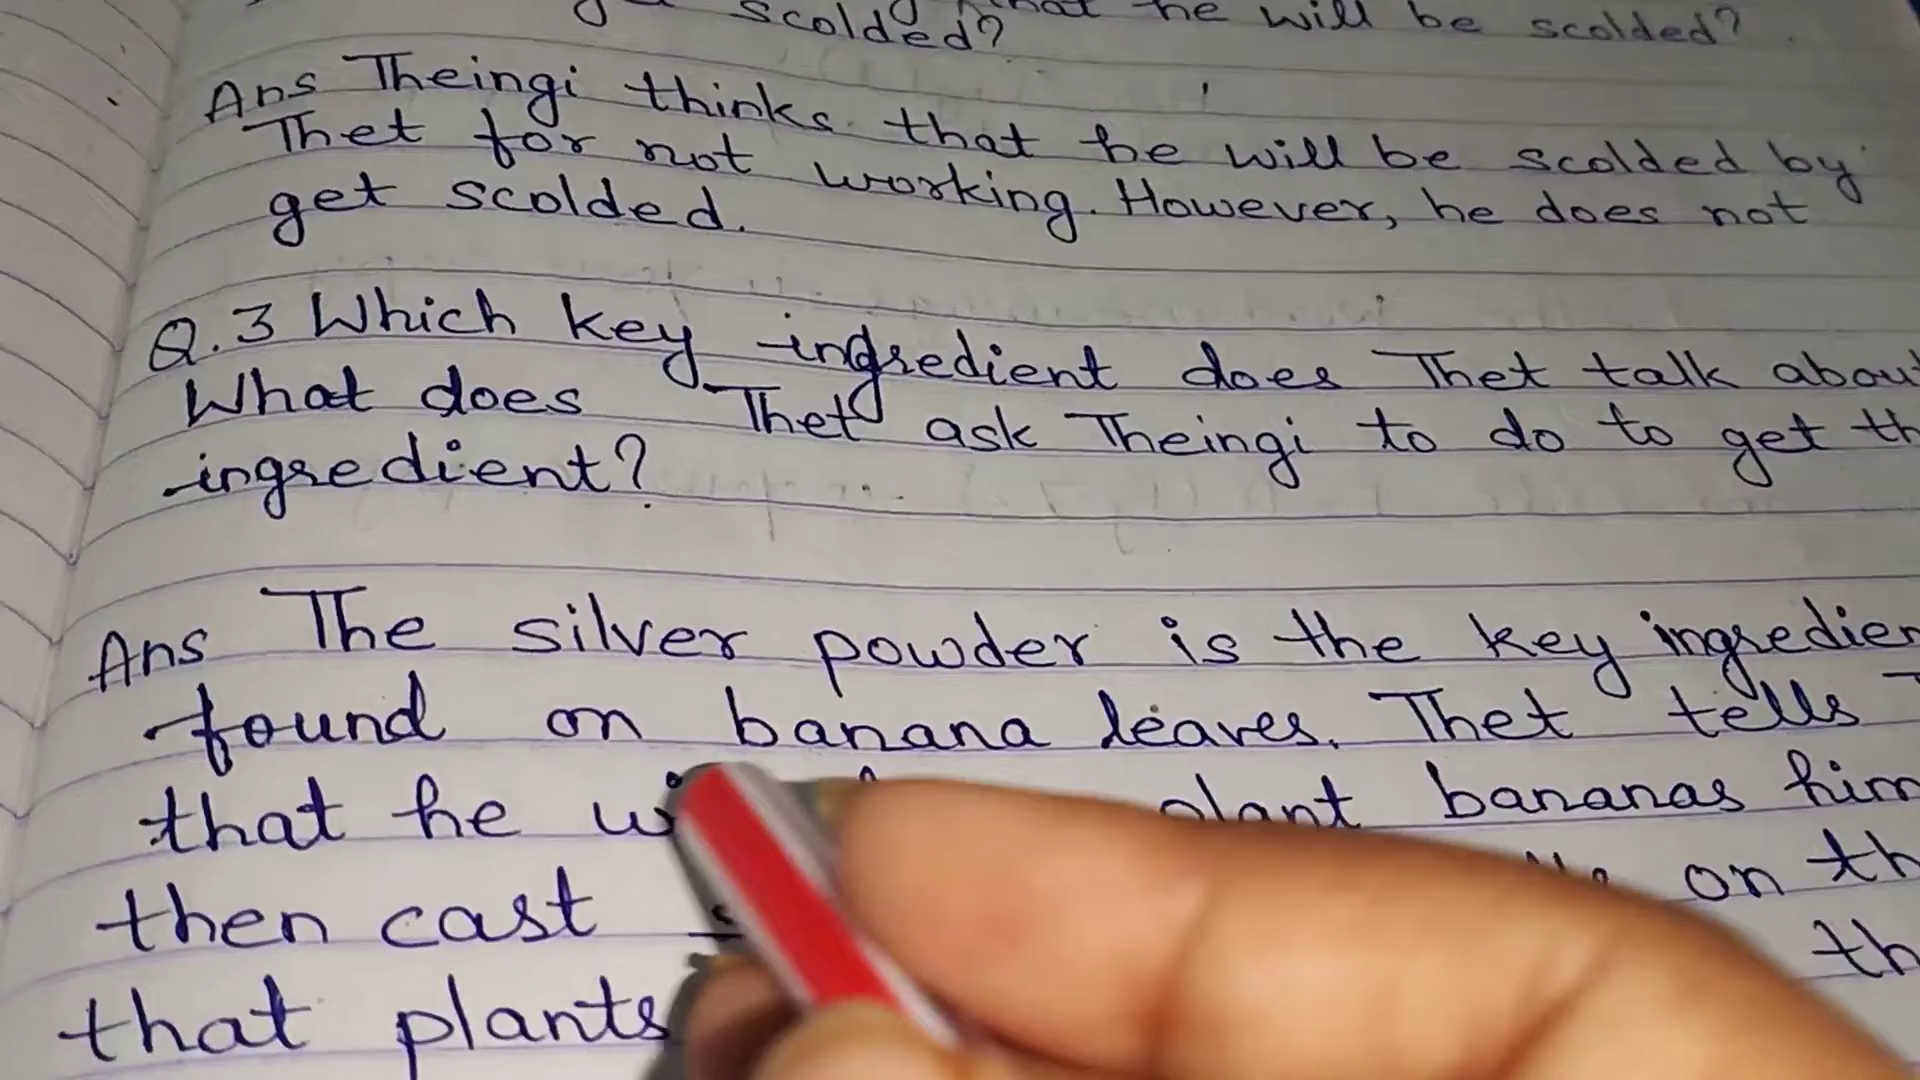 scolded? that he will be scolded?
Ans Theingi thinks that he will be scolded by
Thet for not working. However, he does not
get scolded.
Q.3 Which key ingredient does Thet talk about
What does Thet ask Theingi to do to get th
ingredient?
Ans The silver powder is the key ingredien
found on banana leaves. Thet tells
that he plant bananas him
then cast on th
that plants th